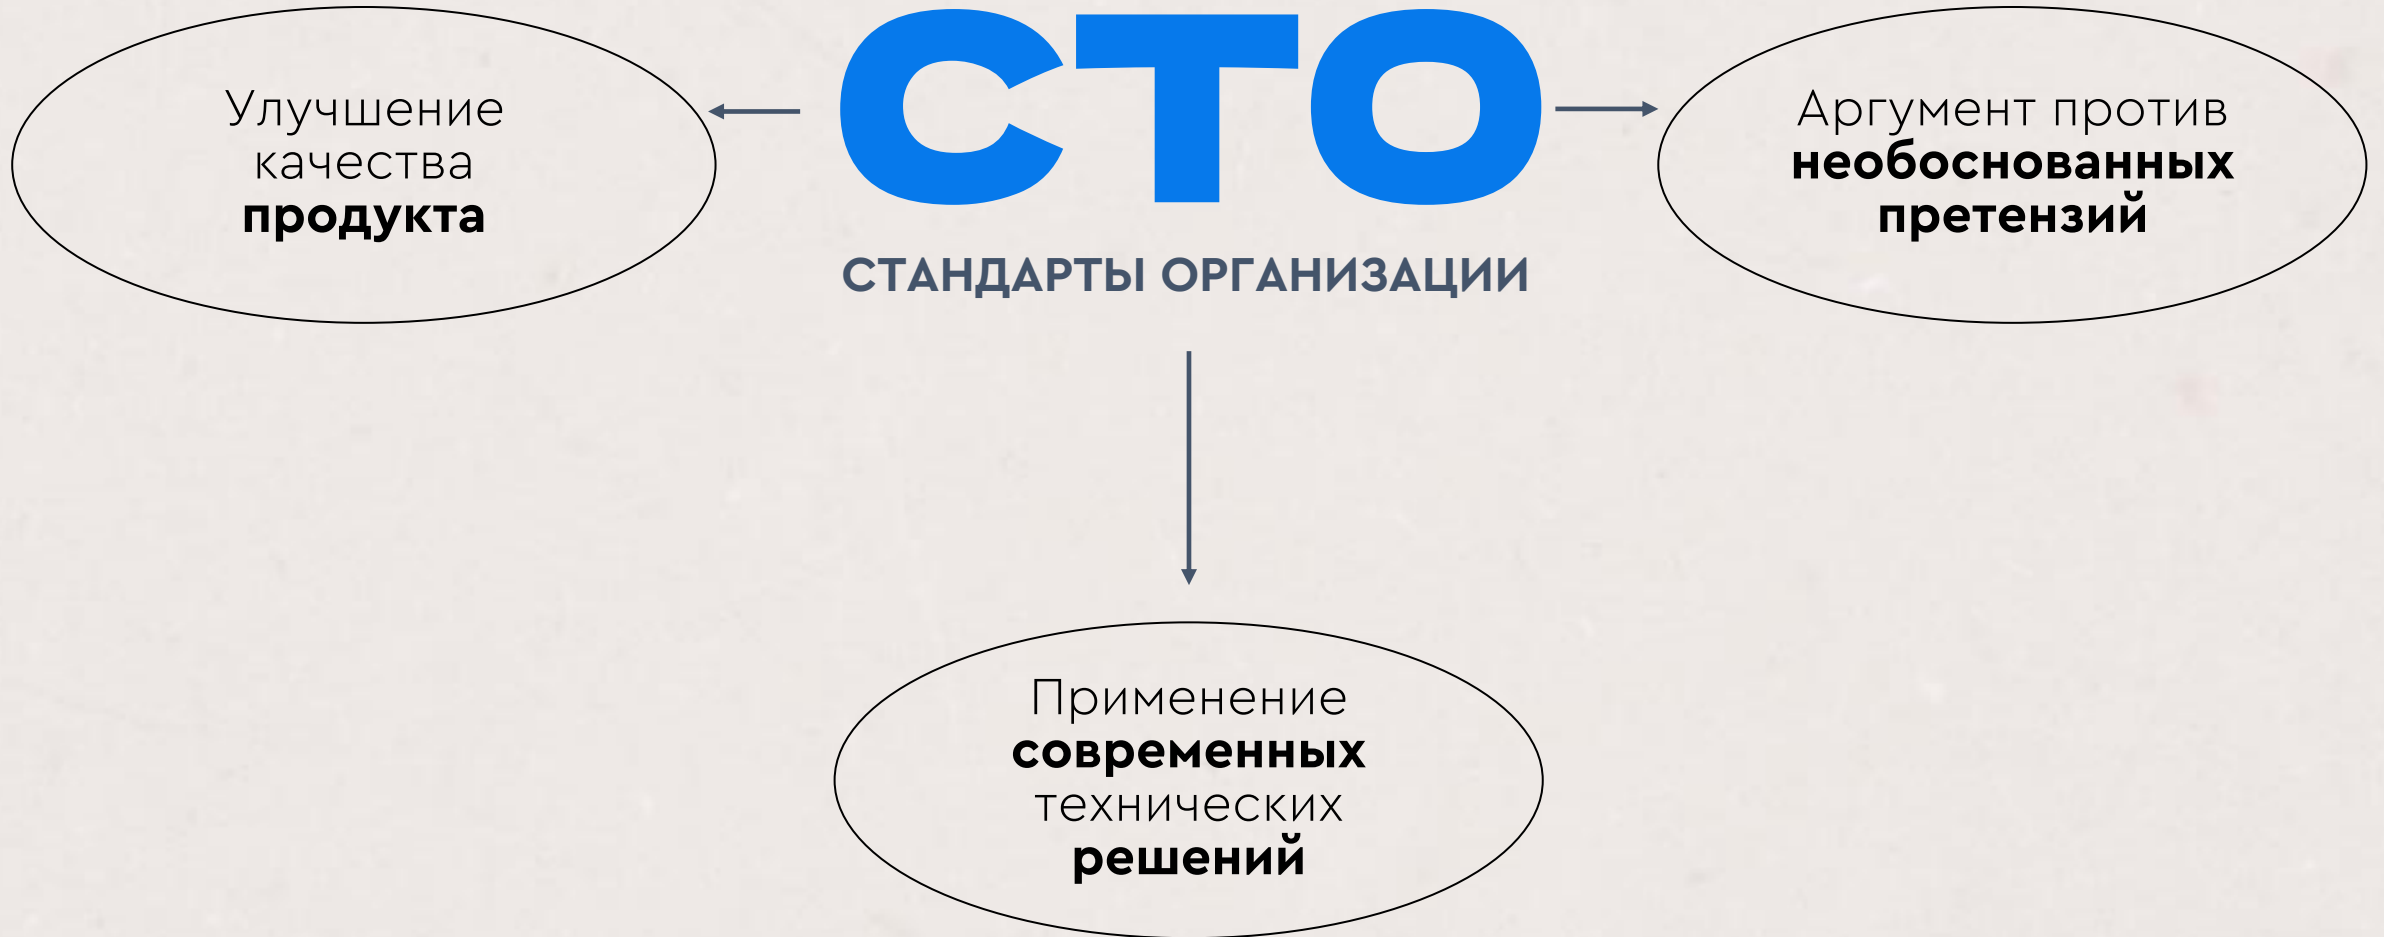 Улучшение
качества
продукта
СТО
СТАНДАРТЫ ОРГАНИЗАЦИИ
Аргумент против
необоснованных
претензий
Применение
современных
технических
решений